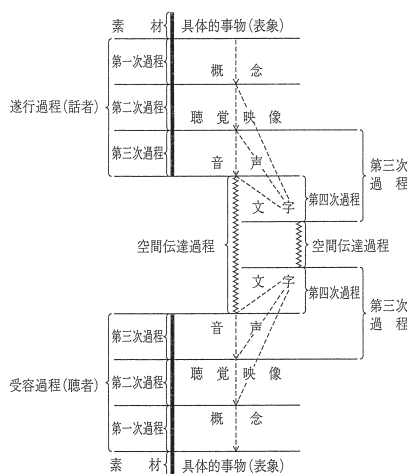 素材 具体的事物(表象)
第一次過程
概念
遂行過程(話者) 第二次過程
聴覚映像
第三次過程
音声
第三次過程
文字 第四次過程
空間伝達過程 空間伝達過程
文字 第四次過程
第三次過程
音声
第三次過程
聴覚映像
受容過程(聴者) 第二次過程
概念
第一次過程
素材 具体的事物(表象)